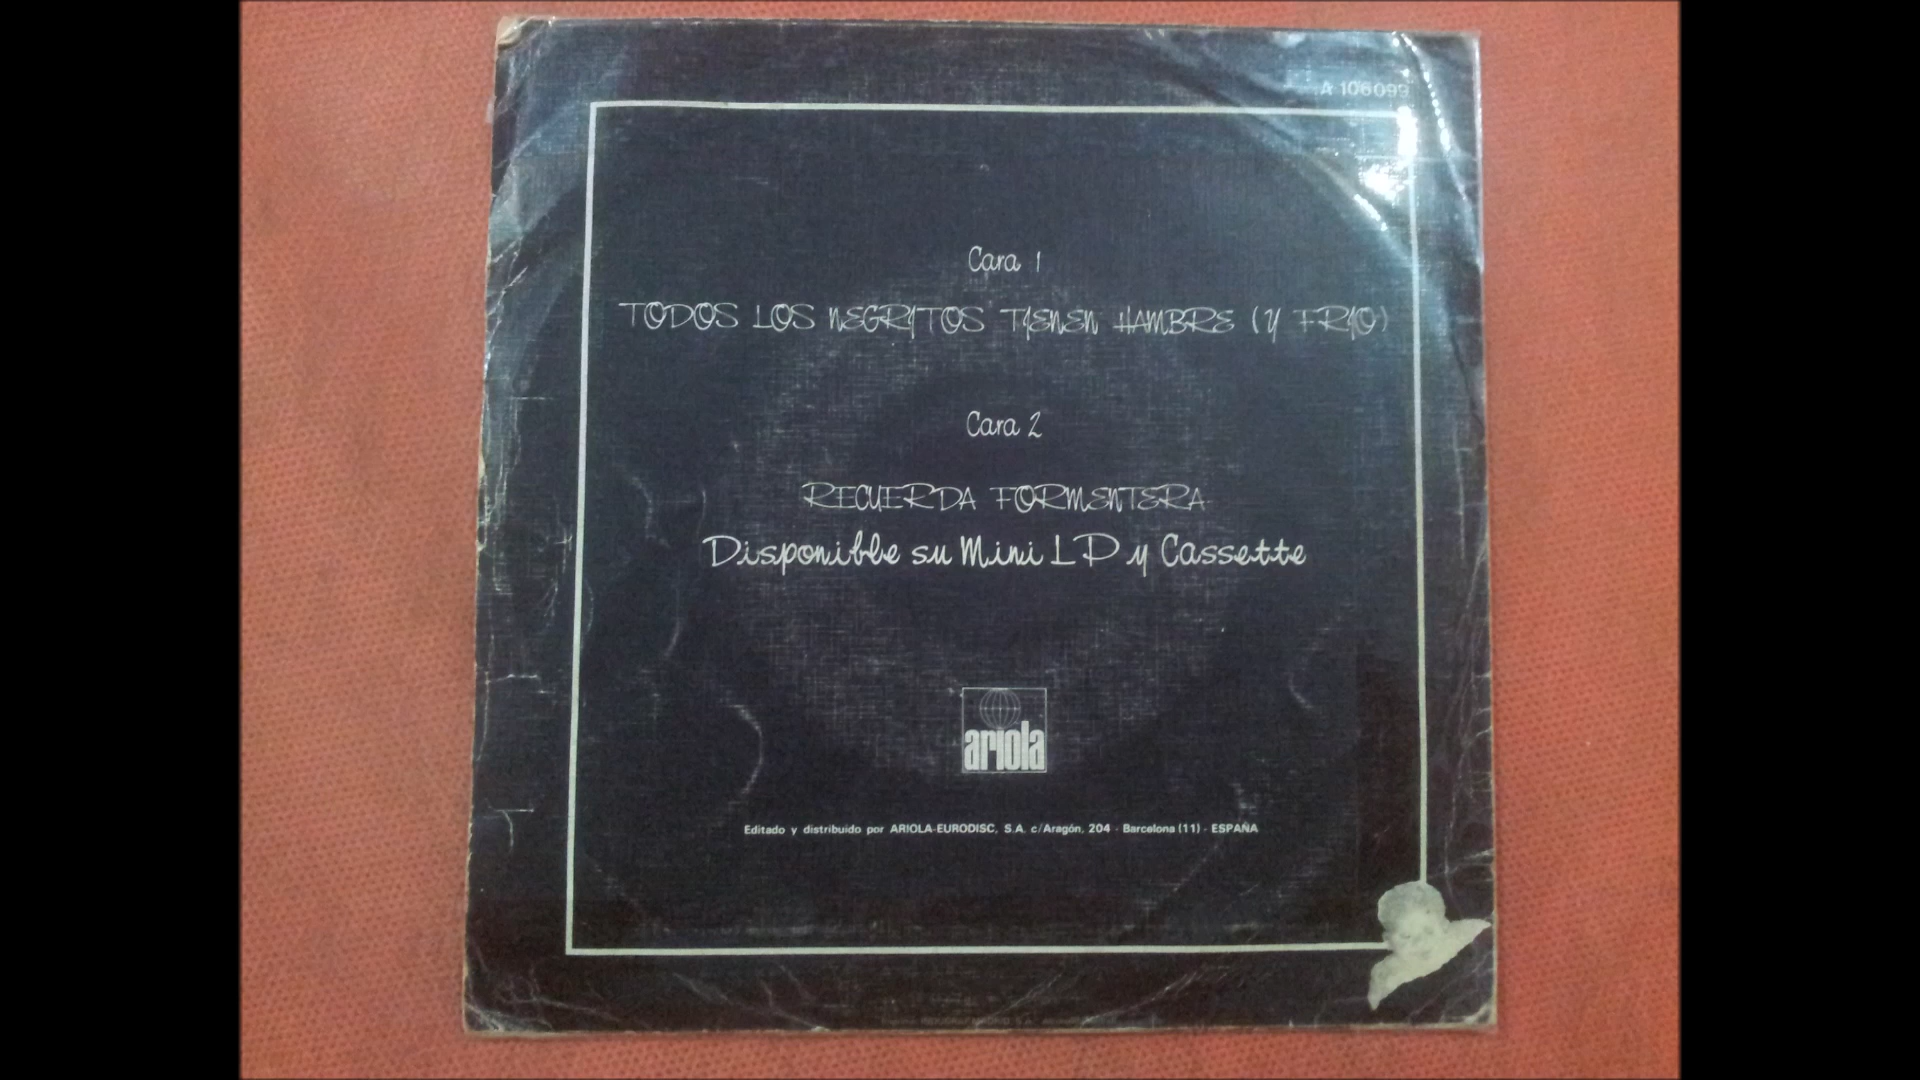 A 106099
Cara 1
TODOS LOS NEGRITOS TIENEN HAMBRE (Y FRIO)
Cara 2
RECUERDA FORMENTERA
Disponible su Mini LP y Cassette
ariola
Editado y distribuido por ARIOLA-EURODISC, S.A. c/Aragón, 204 - Barcelona (11) - ESPAÑA